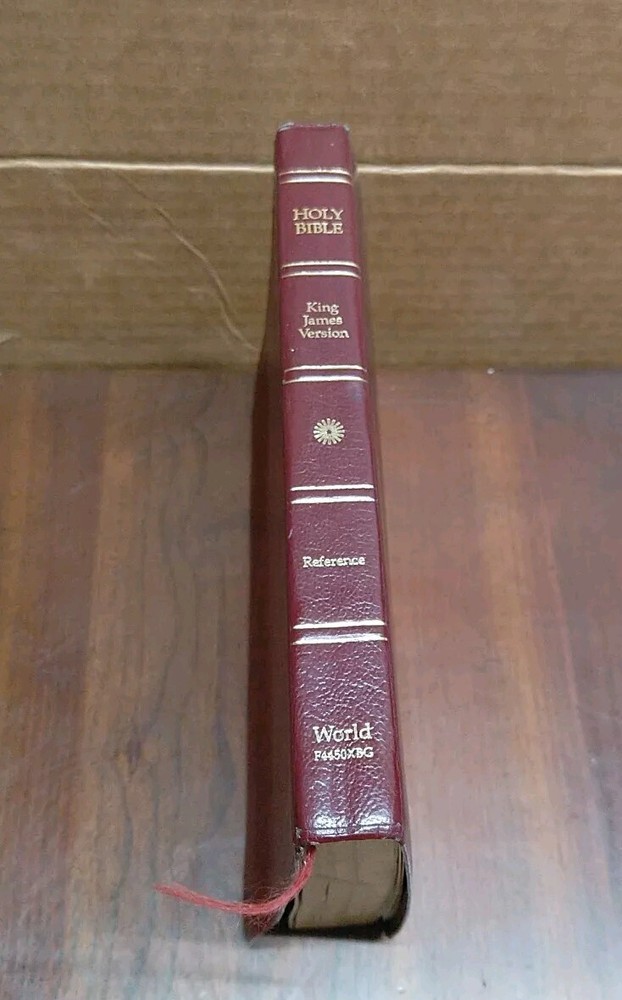 HOLY
BIBLE
King
James
Version
Reference
World
F4450XBG